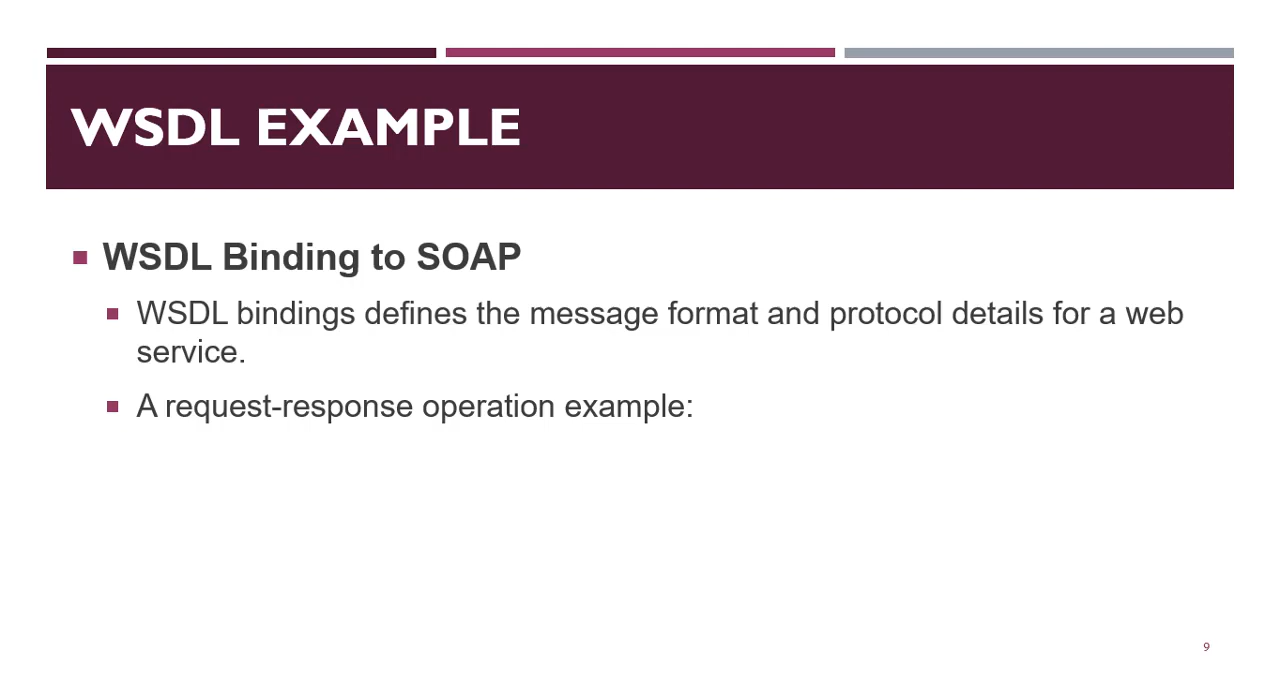 WSDL EXAMPLE
WSDL Binding to SOAP
WSDL bindings defines the message format and protocol details for a web
service.
A request-response operation example:
9